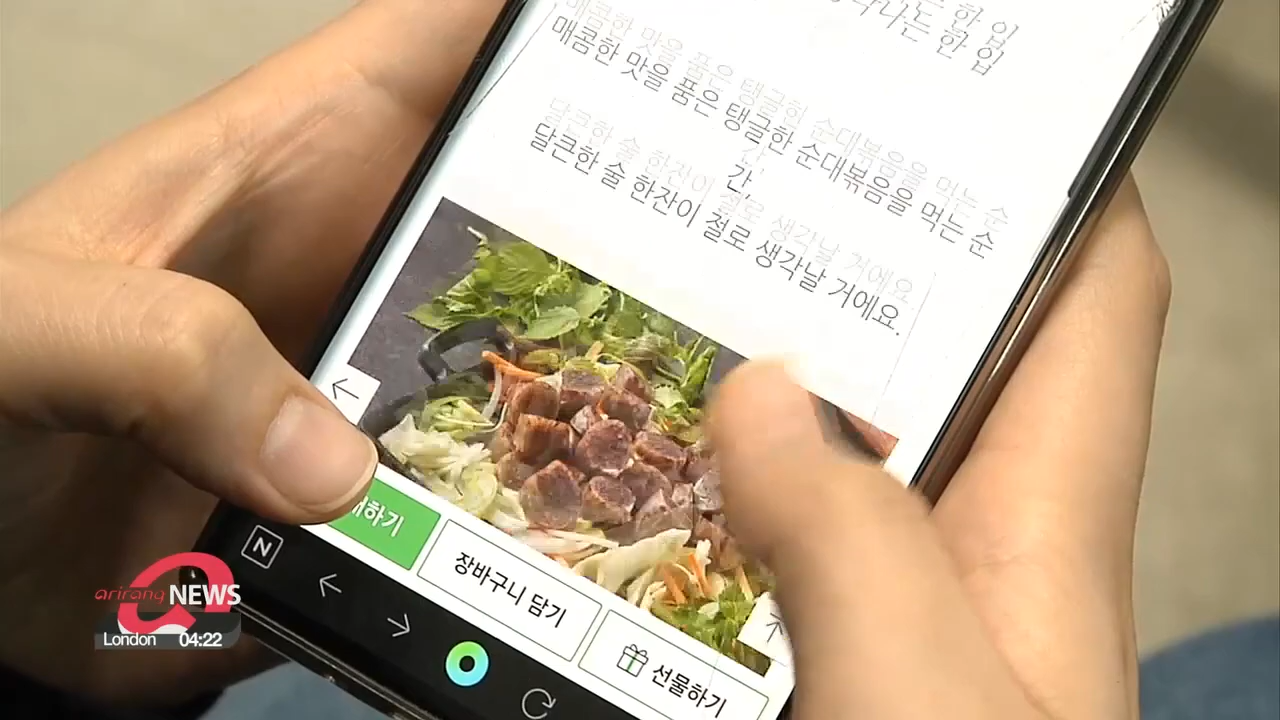 매콤한 맛을 품은 탱글한 순대볶음을 먹는 순
간,
달큰한 술 한잔이 절로 생각날 거에요.
장바구니 담기
선물하기
N
arirang NEWS
London 04:22